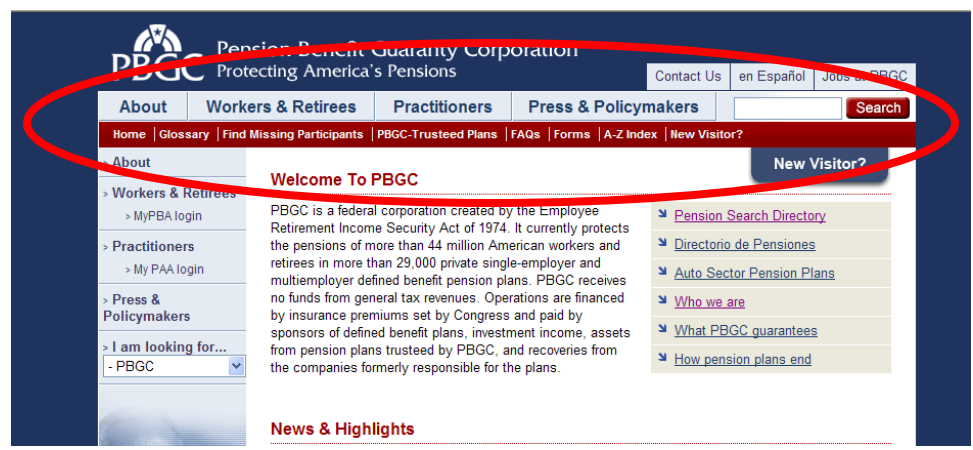 PBGC
Pension Benefit Guaranty Corporation
Protecting America's Pensions
Contact Us
en Español
Jobs at PBGC
About
Workers & Retirees
Practitioners
Press & Policymakers
Search
Home | Glossary | Find Missing Participants | PBGC-Trusteed Plans | FAQs | Forms | A-Z Index | New Visitor?
> About
> Workers & Retirees
> MyPBA login
> Practitioners
> My PAA login
> Press &
Policymakers
> I am looking for...
- PBGC
New Visitor?
Welcome To PBGC
PBGC is a federal corporation created by the Employee
Retirement Income Security Act of 1974. It currently protects
the pensions of more than 44 million American workers and
retirees in more than 29,000 private single-employer and
multiemployer defined benefit pension plans. PBGC receives
no funds from general tax revenues. Operations are financed
by insurance premiums set by Congress and paid by
sponsors of defined benefit plans, investment income, assets
from pension plans trusteed by PBGC, and recoveries from
the companies formerly responsible for the plans.
Pension Search Directory
Directorio de Pensiones
Auto Sector Pension Plans
Who we are
What PBGC guarantees
How pension plans end
News & Highlights